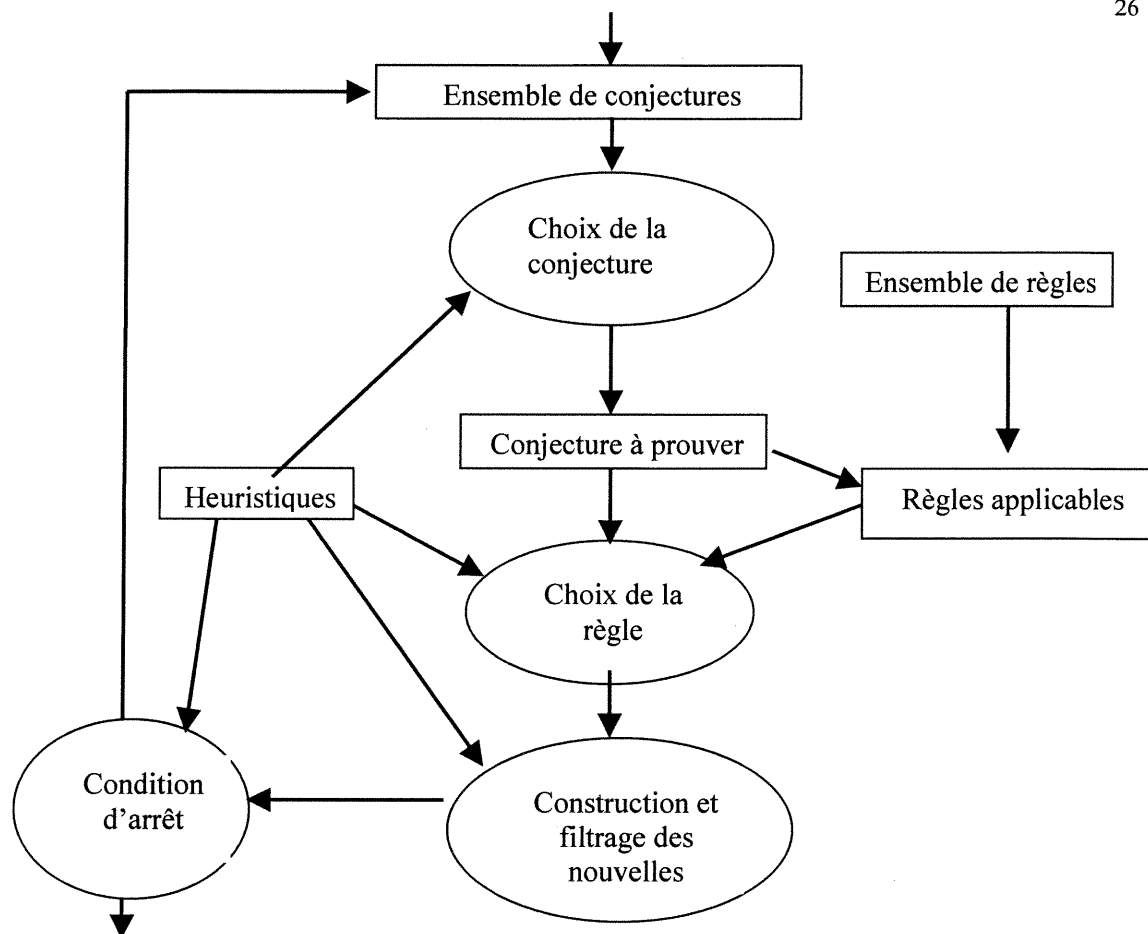 26
Ensemble de conjectures
Choix de la
conjecture
Ensemble de règles
Conjecture à prouver
Heuristiques
Règles applicables
Choix de la
règle
Condition
d'arrêt
Construction et
filtrage des
nouvelles